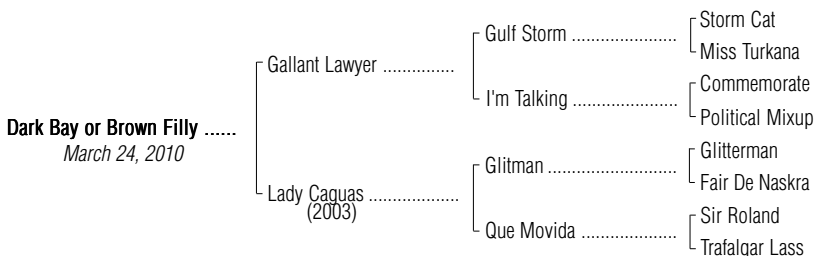 Storm Cat
Gulf Storm ......................
Miss Turkana
Gallant Lawyer ...............
Commemorate
I'm Talking ......................
Political Mixup
Dark Bay or Brown Filly ......
March 24, 2010
Glitterman
Glitman ...........................
Fair De Naskra
Lady Caguas ...................
(2003)
Sir Roland
Que Movida ....................
Trafalgar Lass